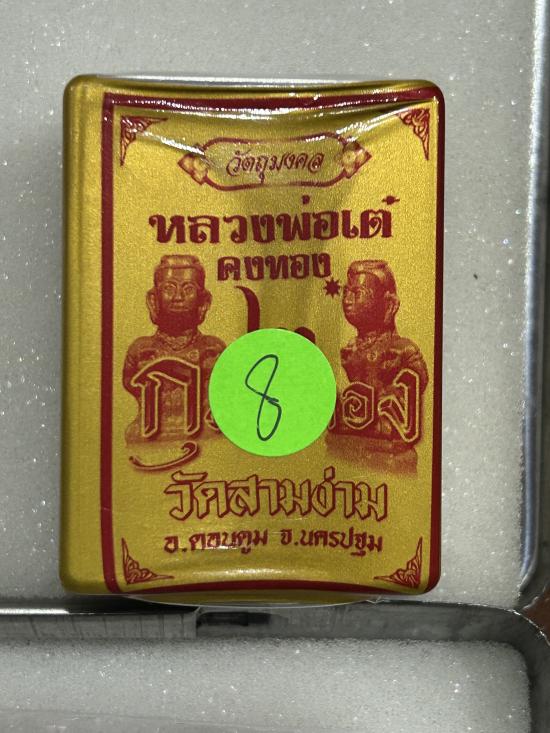 วัตถุมงคล
หลวงพ่อเต๋
คงทอง
8
วัดสามง่าม
อ.ดอนตูม จ.นครปฐม